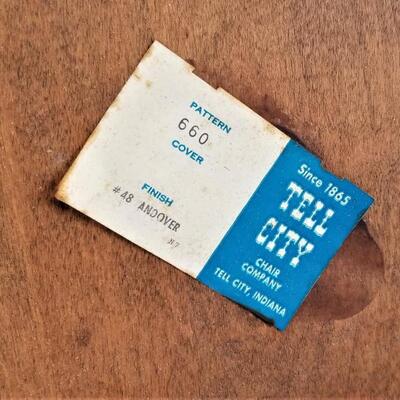 PATTERN
660
COVER
FINISH
#48 ANDOVER
Since 1865
TELL
CITY
CHAIR
COMPANY
TELL CITY, INDIANA